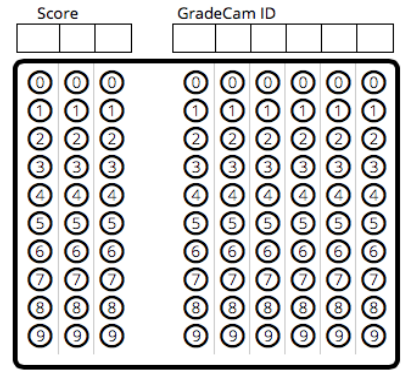 Score GradeCam ID
0 0 0 0 0 0 0 0 0
1 1 1 1 1 1 1 1 1
2 2 2 2 2 2 2 2 2
3 3 3 3 3 3 3 3 3
4 4 4 4 4 4 4 4 4
5 5 5 5 5 5 5 5 5
6 6 6 6 6 6 6 6 6
7 7 7 7 7 7 7 7 7
8 8 8 8 8 8 8 8 8
9 9 9 9 9 9 9 9 9